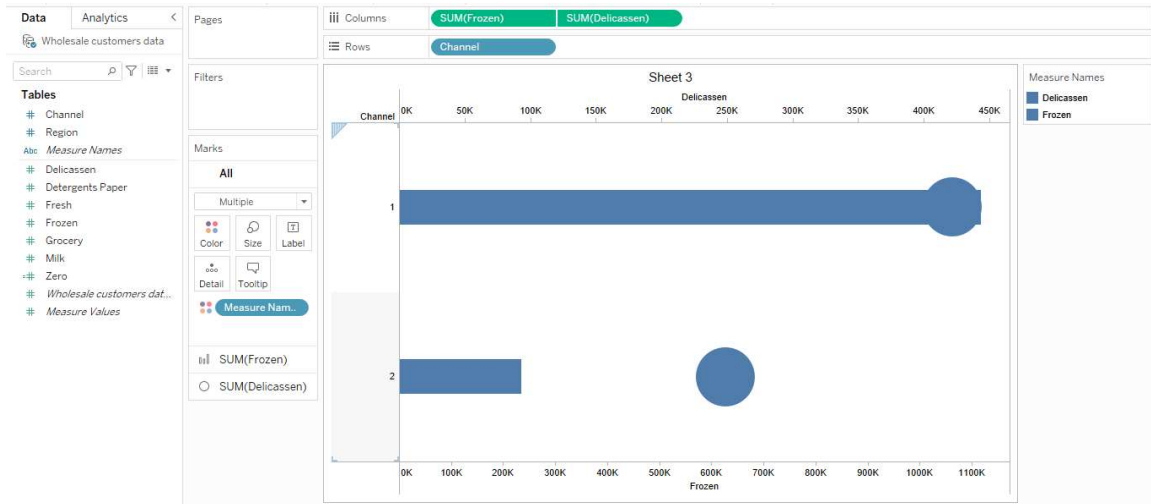 Data Analytics <
Wholesale customers data
Search
Tables
# Channel
# Region
Abc Measure Names
# Delicassen
# Detergents Paper
# Fresh
# Frozen
# Grocery
# Milk
=# Zero
# Wholesale customers dat...
# Measure Values
Pages
Filters
Marks
All
Multiple
Color Size Label
Detail Tooltip
Measure Nam..
SUM(Frozen)
SUM(Delicassen)
Columns SUM(Frozen) SUM(Delicassen)
Rows Channel
Sheet 3
Delicassen
Channel 0K 50K 100K 150K 200K 250K 300K 350K 400K 450K
1
2
0K 100K 200K 300K 400K 500K 600K 700K 800K 900K 1000K 1100K
Frozen
Measure Names
Delicassen
Frozen